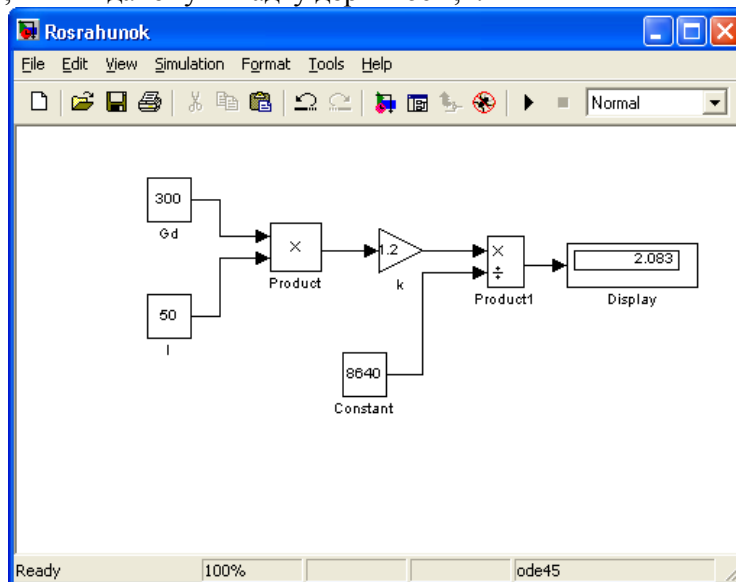 Rosrahunok
File Edit View Simulation Format Tools Help
Normal
300
Gd
×
Product
1.2
k
×
÷
Product1
2.083
Display
50
l
8640
Constant
Ready 100% ode45